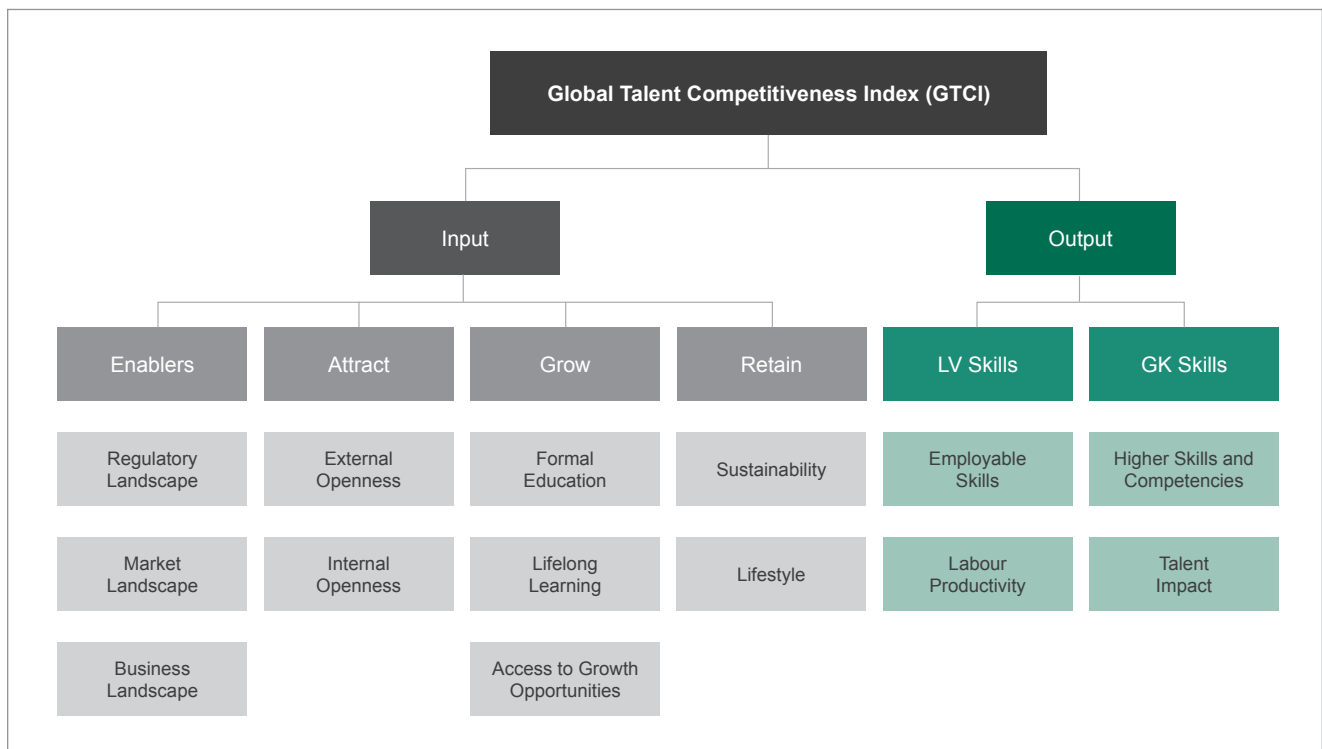 Global Talent Competitiveness Index (GTCI)
Input
Output
Enablers
Attract
Grow
Retain
LV Skills
GK Skills
Regulatory
Landscape
External
Openness
Formal
Education
Sustainability
Employable
Skills
Higher Skills and
Competencies
Market
Landscape
Internal
Openness
Lifelong
Learning
Lifestyle
Labour
Productivity
Talent
Impact
Business
Landscape
Access to Growth
Opportunities